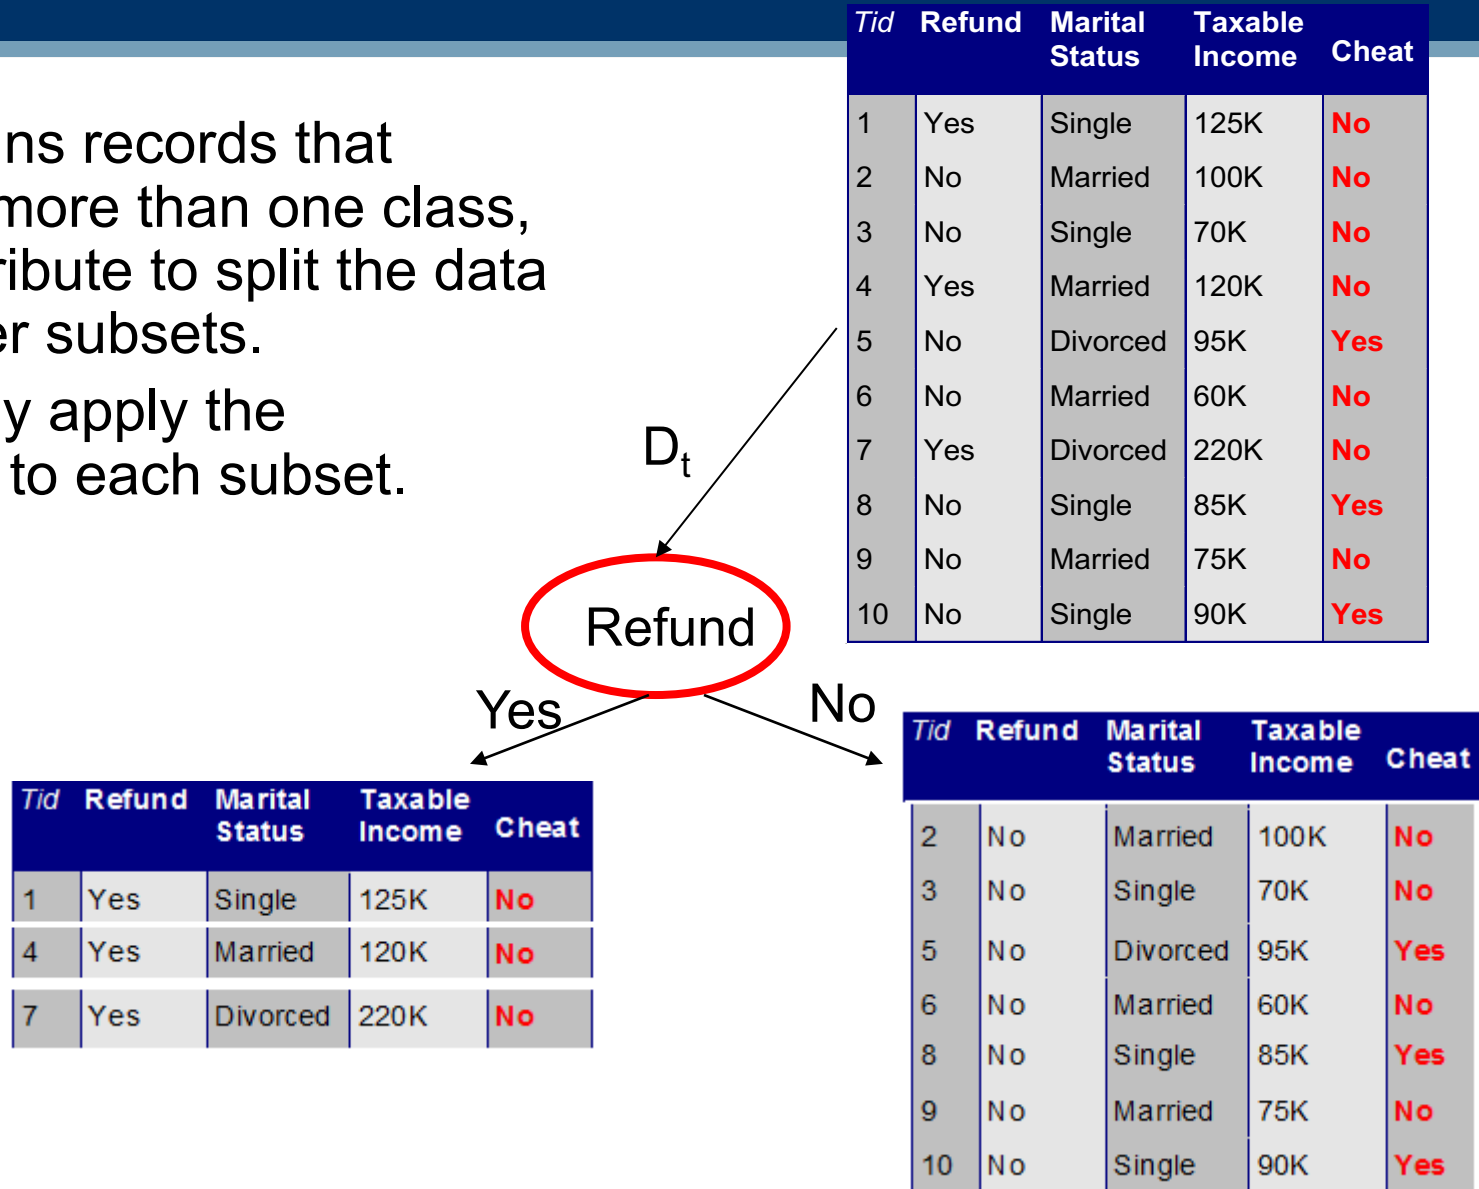 Tid Refund Marital Status Taxable Income Cheat
1 Yes Single 125K No
2 No Married 100K No
3 No Single 70K No
4 Yes Married 120K No
5 No Divorced 95K Yes
6 No Married 60K No
7 Yes Divorced 220K No
8 No Single 85K Yes
9 No Married 75K No
10 No Single 90K Yes
ns records that
more than one class,
ribute to split the data
er subsets.
y apply the
to each subset.
Dt
Refund
Yes
No
Tid Refund Marital Status Taxable Income Cheat
1 Yes Single 125K No
4 Yes Married 120K No
7 Yes Divorced 220K No
Tid Refund Marital Status Taxable Income Cheat
2 No Married 100K No
3 No Single 70K No
5 No Divorced 95K Yes
6 No Married 60K No
8 No Single 85K Yes
9 No Married 75K No
10 No Single 90K Yes